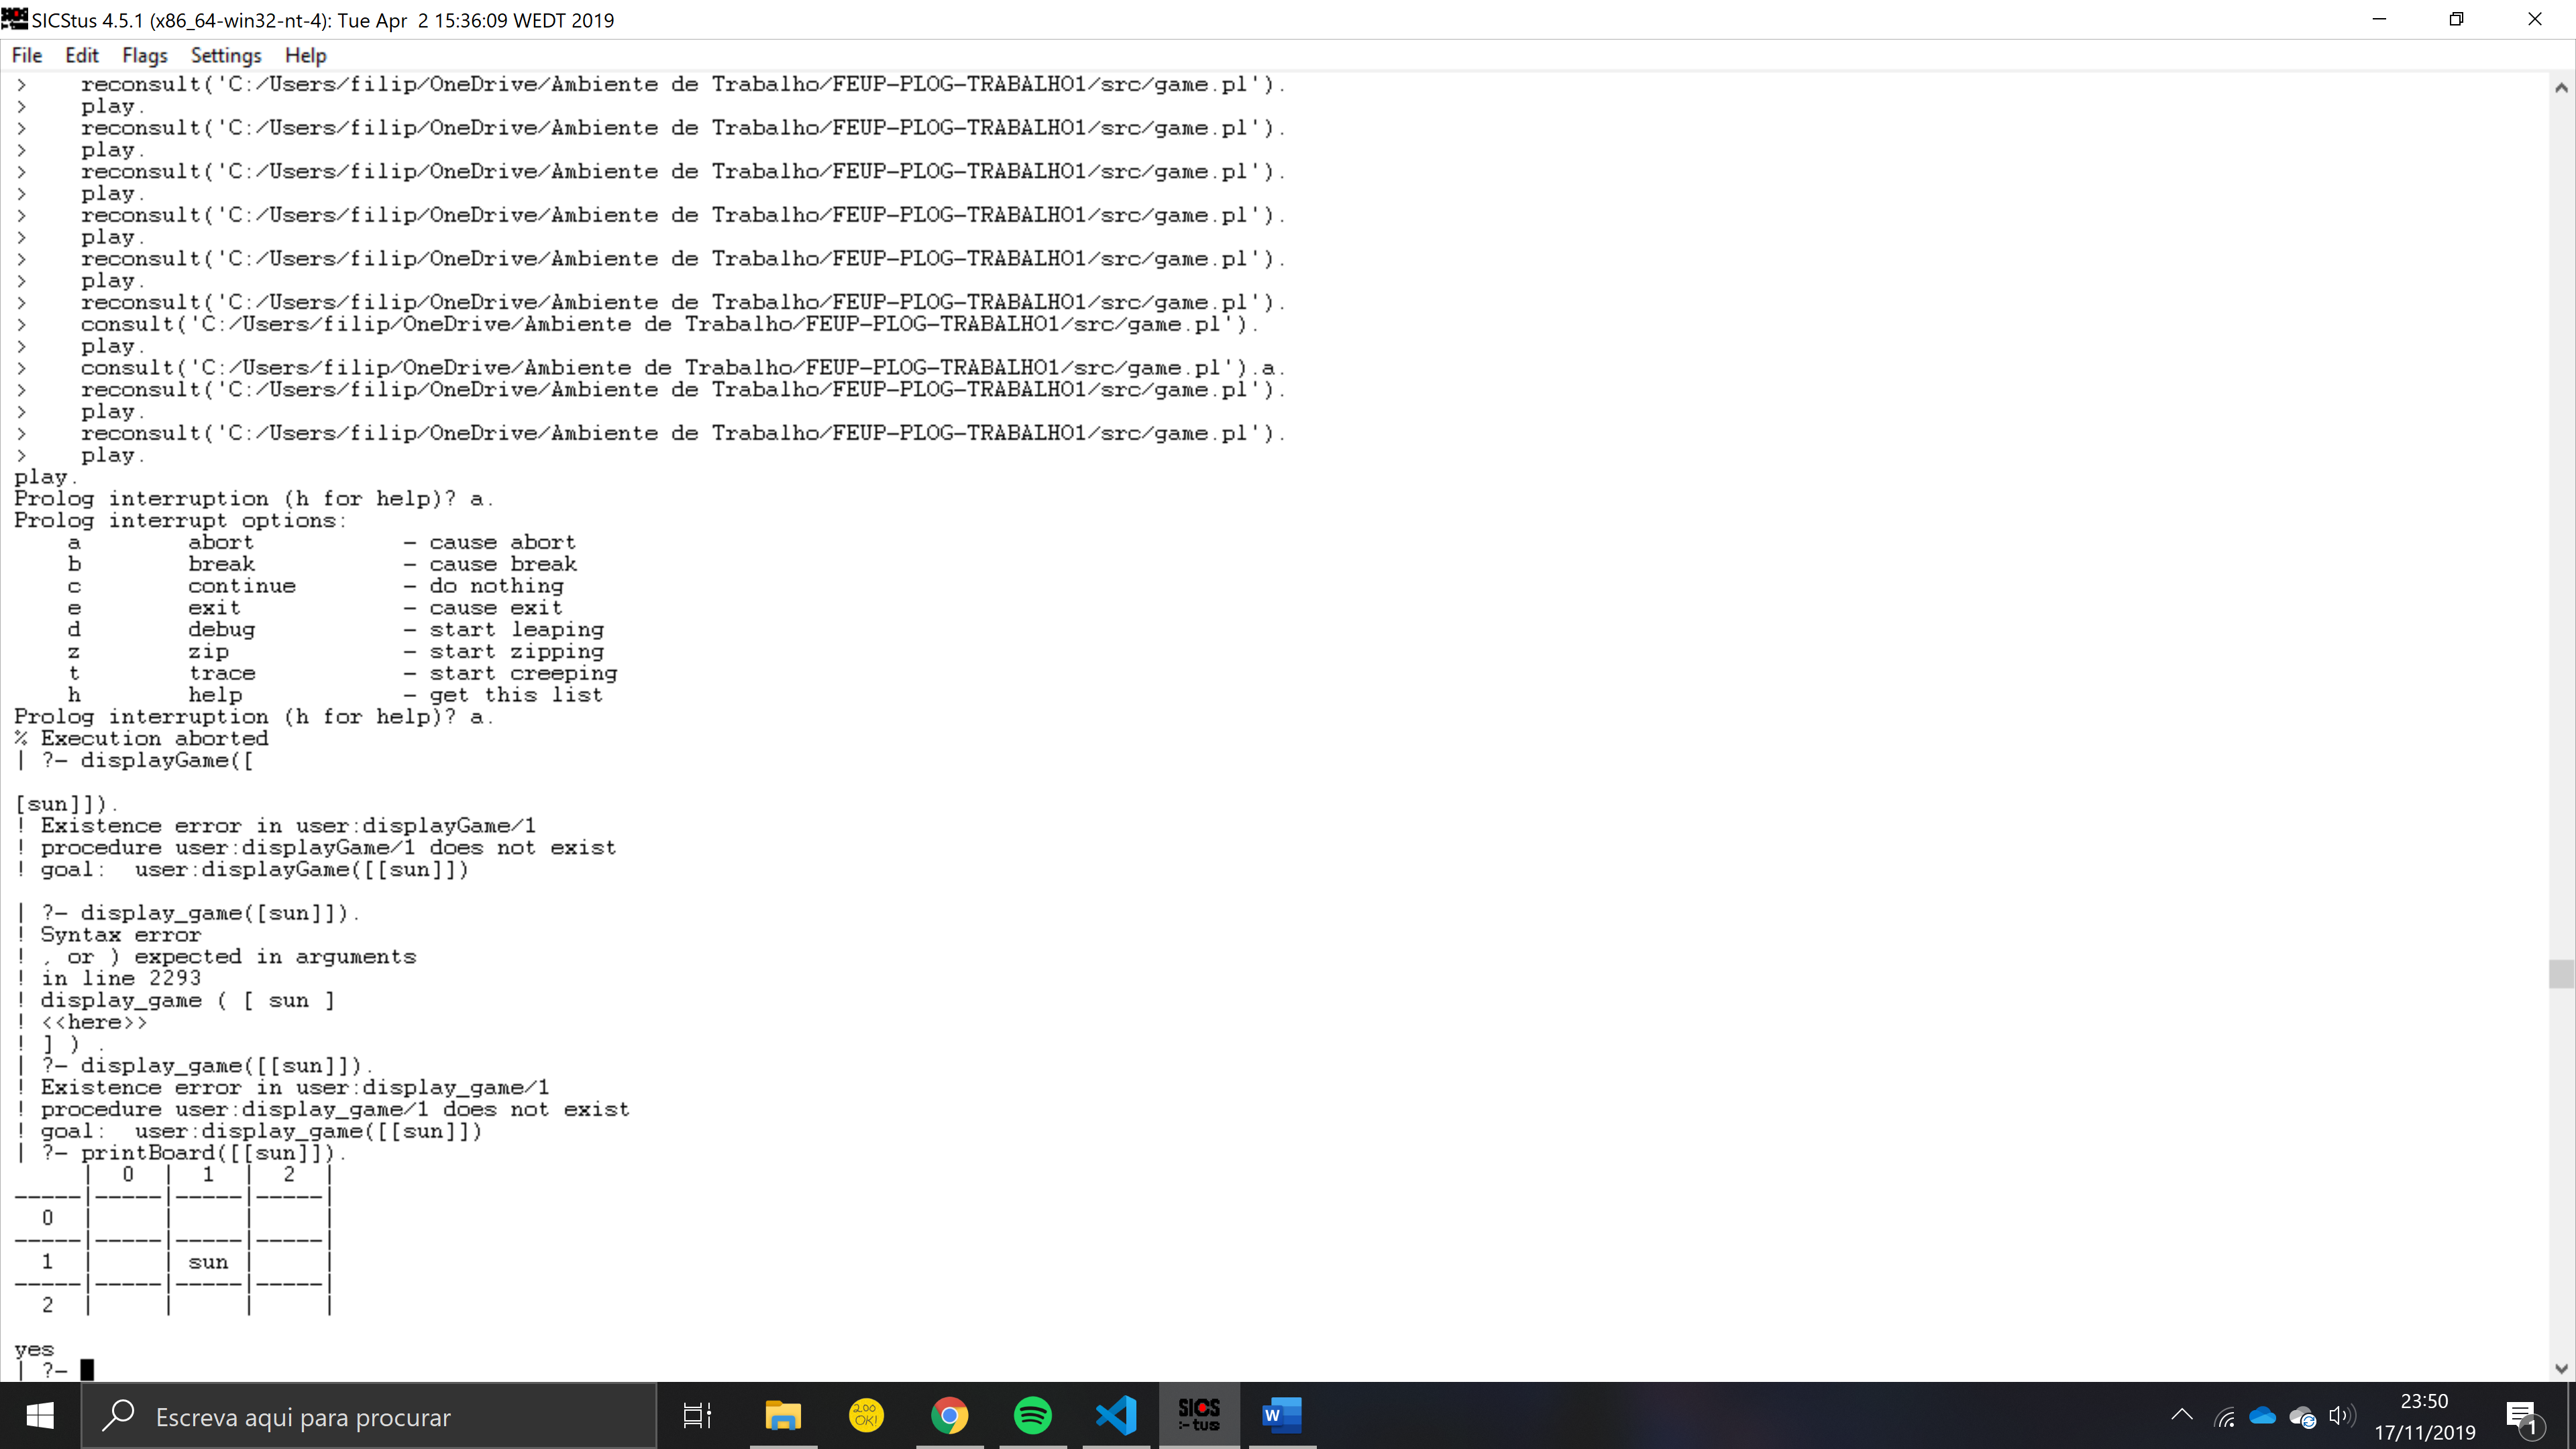 SICStus 4.5.1 (x86_64-win32-nt-4): Tue Apr  2 15:36:09 WEDT 2019
File Edit Flags Settings Help
>    reconsult('C:/Users/filip/OneDrive/Ambiente de Trabalho/FEUP-PLOG-TRABALHO1/src/game.pl').
>    play.
>    reconsult('C:/Users/filip/OneDrive/Ambiente de Trabalho/FEUP-PLOG-TRABALHO1/src/game.pl').
>    play.
>    reconsult('C:/Users/filip/OneDrive/Ambiente de Trabalho/FEUP-PLOG-TRABALHO1/src/game.pl').
>    play.
>    reconsult('C:/Users/filip/OneDrive/Ambiente de Trabalho/FEUP-PLOG-TRABALHO1/src/game.pl').
>    play.
>    reconsult('C:/Users/filip/OneDrive/Ambiente de Trabalho/FEUP-PLOG-TRABALHO1/src/game.pl').
>    play.
>    reconsult('C:/Users/filip/OneDrive/Ambiente de Trabalho/FEUP-PLOG-TRABALHO1/src/game.pl').
>    consult('C:/Users/filip/OneDrive/Ambiente de Trabalho/FEUP-PLOG-TRABALHO1/src/game.pl').
>    play.
>    consult('C:/Users/filip/OneDrive/Ambiente de Trabalho/FEUP-PLOG-TRABALHO1/src/game.pl').a.
>    reconsult('C:/Users/filip/OneDrive/Ambiente de Trabalho/FEUP-PLOG-TRABALHO1/src/game.pl').
>    play.
>    reconsult('C:/Users/filip/OneDrive/Ambiente de Trabalho/FEUP-PLOG-TRABALHO1/src/game.pl').
>    play.
play.
Prolog interruption (h for help)? a.
Prolog interrupt options:
    a        abort           - cause abort
    b        break           - cause break
    c        continue        - do nothing
    e        exit            - cause exit
    d        debug           - start leaping
    z        zip             - start zipping
    t        trace           - start creeping
    h        help            - get this list
Prolog interruption (h for help)? a.
% Execution aborted
| ?- displayGame([
[sun]]).
! Existence error in user:displayGame/1
! procedure user:displayGame/1 does not exist
! goal:  user:displayGame([[sun]])
| ?- display_game([sun]]).
! Syntax error
! , or ) expected in arguments
! in line 2293
! display_game ( [ sun ]
! <<here>>
! ] ) .
| ?- display_game([[sun]]).
! Existence error in user:display_game/1
! procedure user:display_game/1 does not exist
! goal:  user:display_game([[sun]])
| ?- printBoard([[sun]]).
     |  0  |  1  |  2  |
-----|-----|-----|-----|
  0  |     |     |     |
-----|-----|-----|-----|
  1  |     | sun |     |
-----|-----|-----|-----|
  2  |     |     |     |
yes
| ?-
Escreva aqui para procurar
200 OK!
SICS :-tus
W
23:50
17/11/2019
1